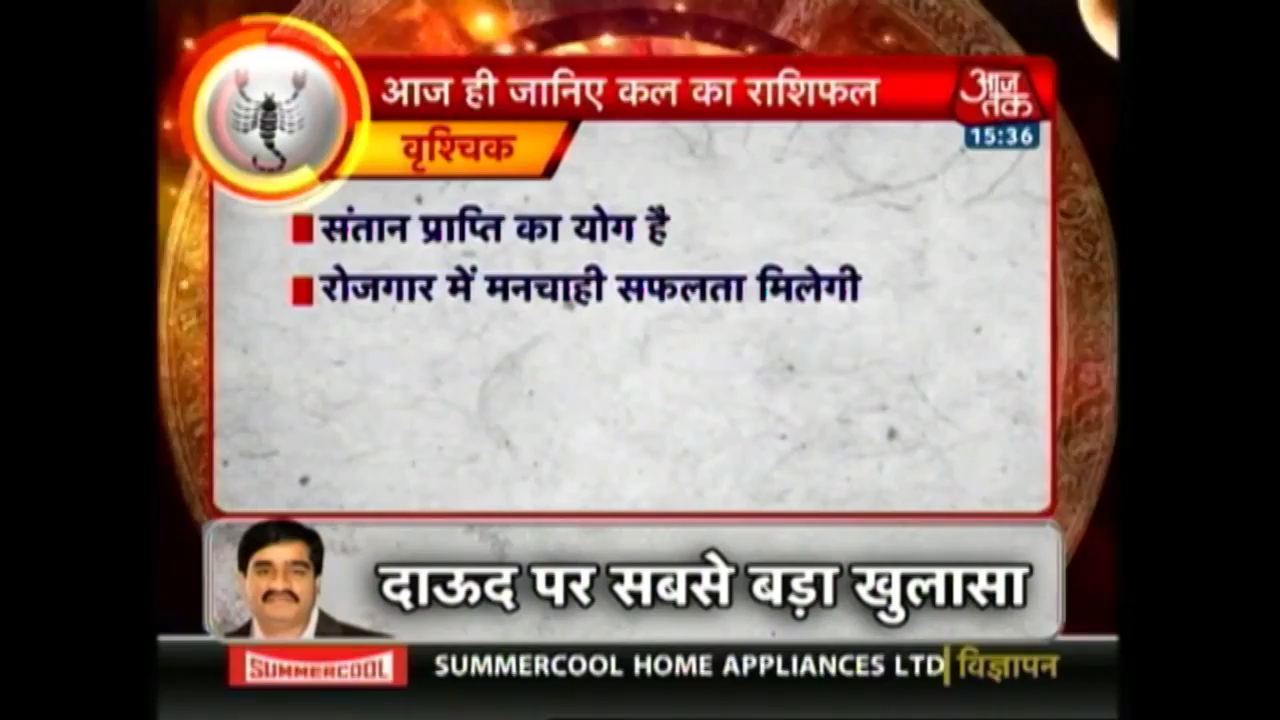 आज ही जानिए कल का राशिफल
आज
तक
15:36
वृश्चिक
संतान प्राप्ति का योग है
रोजगार में मनचाही सफलता मिलेगी
दाऊद पर सबसे बड़ा खुलासा
SUMMERCOOL
SUMMERCOOL HOME APPLIANCES LTD
विज्ञापन